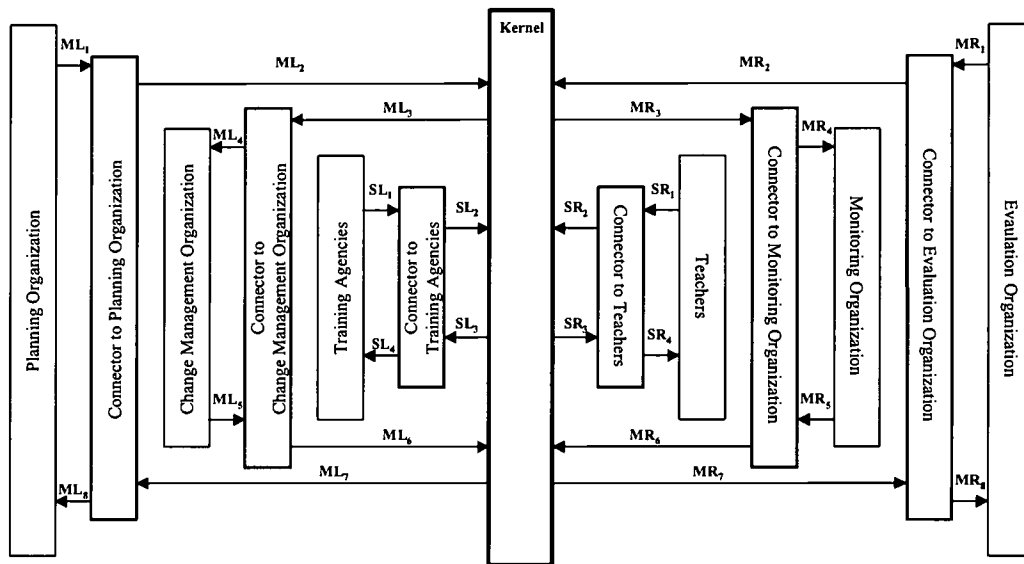 Kernel
ML1
MR1
ML2
MR2
ML3
MR3
ML4
MR4
SL1
SR1
SL2
SR2
Planning Organization
Connector to Planning Organization
Change Management Organization
Connector to
Change Management Organization
Training Agencies
Connector to
Training Agencies
Connector to Teachers
Teachers
Connector to Monitoring Organization
Monitoring Organization
Connector to Evaluation Organization
Evaulation Organization
SL3
SR3
SL4
SR4
ML5
MR5
ML6
MR6
ML7
MR7
ML8
MR8